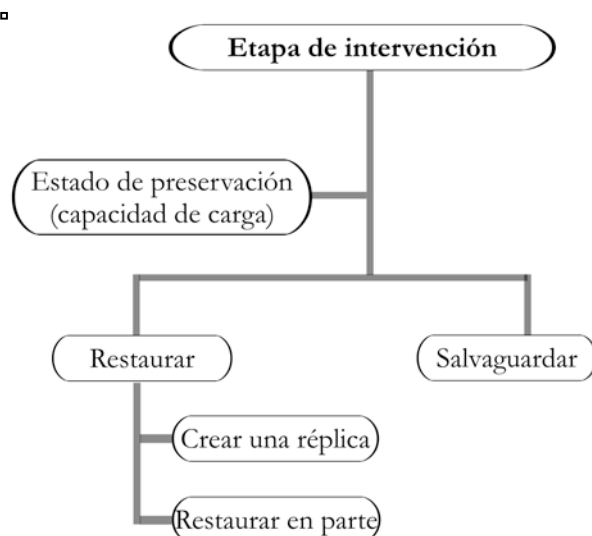 Etapa de intervención
Estado de preservación
(capacidad de carga)
Restaurar
Salvaguardar
Crear una réplica
Restaurar en parte